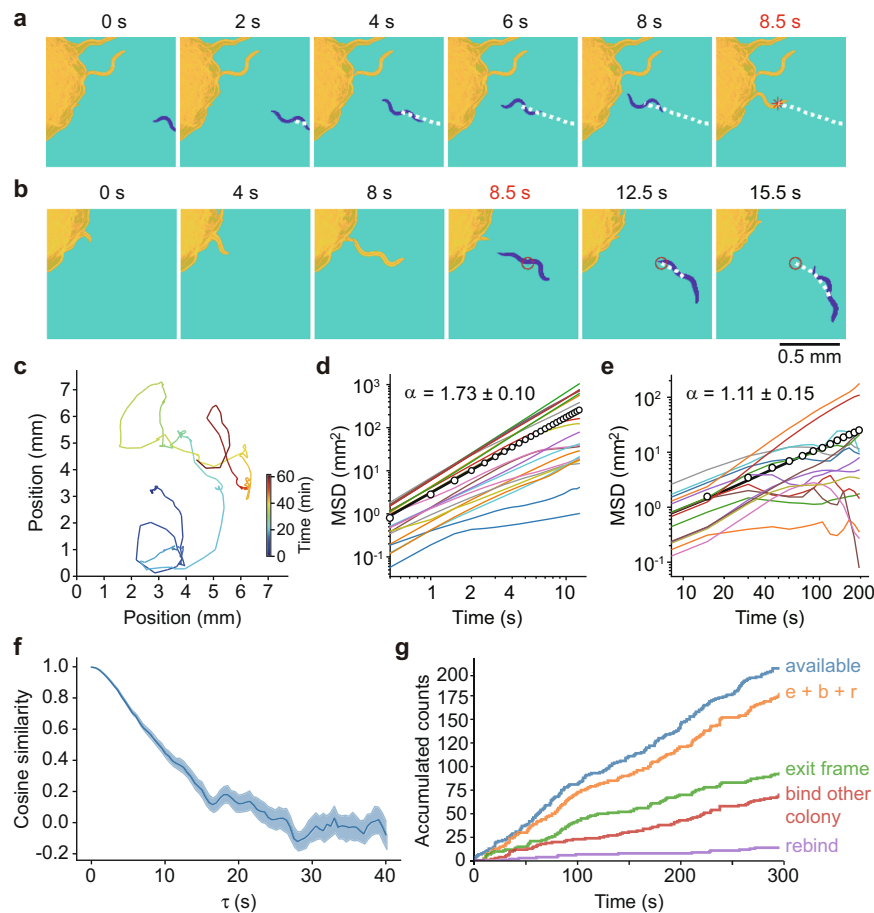 a
0 s 2 s 4 s 6 s 8 s 8.5 s
b
0 s 4 s 8 s 8.5 s 12.5 s 15.5 s
0.5 mm
c
Position (mm)
7
6
5
4
3
2
1
0
0 1 2 3 4 5 6 7
Position (mm)
60
40
20
0
Time (min)
d
α = 1.73 ± 0.10
MSD (mm²)
10³
10²
10¹
10⁰
10⁻¹
1 2 10
Time (s)
e
α = 1.11 ± 0.15
MSD (mm²)
10²
10¹
10⁰
10⁻¹
10 20 100 200
Time (s)
f
Cosine similarity
1.0
0.8
0.6
0.4
0.2
0.0
-0.2
0 10 20 30 40
τ (s)
g
Accumulated counts
200
175
150
125
100
75
50
25
0
0 100 200 300
Time (s)
available
e + b + r
exit frame
bind other
colony
rebind